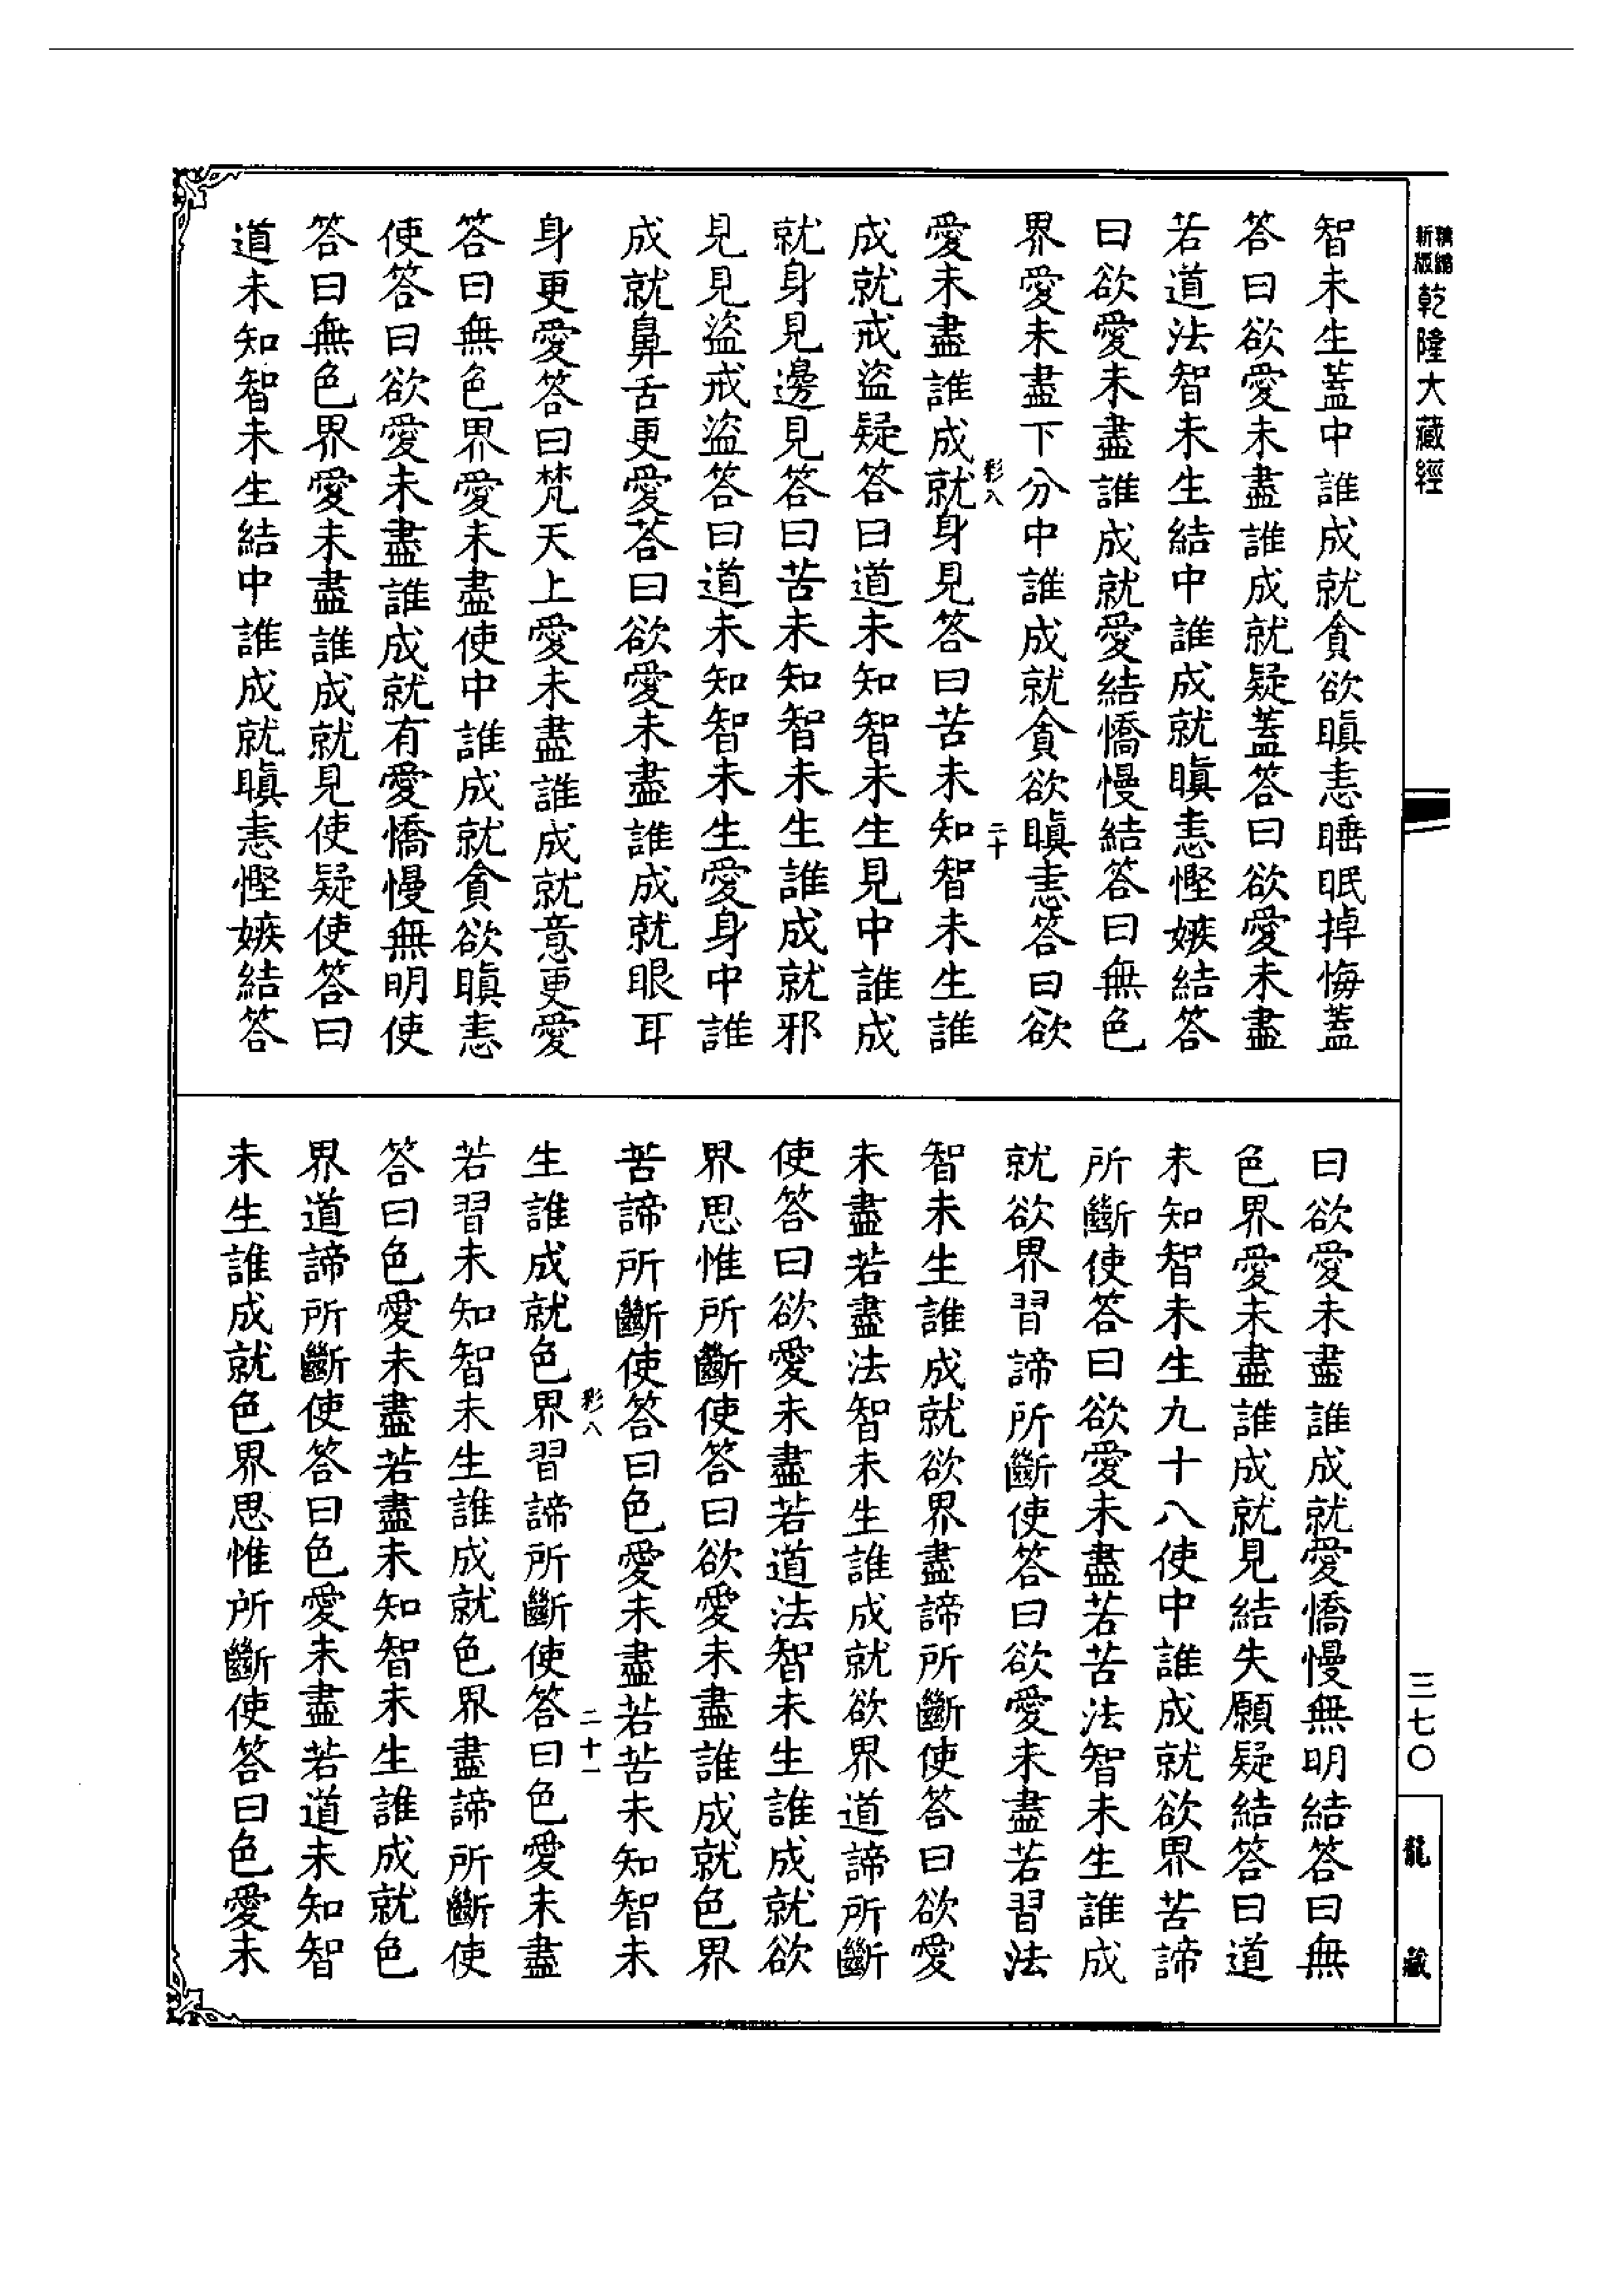 精編
新版
乾隆大藏經
智未生蓋中誰成就貪欲瞋恚睡眠掉悔蓋
答曰欲愛未盡誰成就疑蓋答曰欲愛未盡
若道法智未生結中誰成就瞋恚慳嫉結答
曰欲愛未盡誰成就愛結憍慢結答曰無色
界愛未盡下分中誰成就貪欲瞋恚答曰欲
彩八
二十
愛未盡誰成就身見答曰苦未知智未生誰
成就戒盜疑答曰道未知智未生見中誰成
就身見邊見答曰苦未知智未生誰成就邪
見見盜戒盜答曰道未知智未生愛身中誰
成就鼻舌更愛荅曰欲愛未盡誰成就眼耳
身更愛答曰梵天上愛未盡誰成就意更愛
答曰無色界愛未盡使中誰成就貪欲瞋恚
使答曰欲愛未盡誰成就有愛憍慢無明使
答曰無色界愛未盡誰成就見使疑使答曰
道未知智未生結中誰成就瞋恚慳嫉結答
曰欲愛未盡誰成就愛憍慢無明結答曰無
色界愛未盡誰成就見結失願疑結答曰道
未知智未生九十八使中誰成就欲界苦諦
所斷使答曰欲愛未盡若苦法智未生誰成
就欲界習諦所斷使答曰欲愛未盡若習法
智未生誰成就欲界盡諦所斷使答曰欲愛
未盡若盡法智未生誰成就欲界道諦所斷
使答曰欲愛未盡若道法智未生誰成就欲
界思惟所斷使答曰欲愛未盡誰成就色界
苦諦所斷使答曰色愛未盡若苦未知智未
彩八
二十一
生誰成就色界習諦所斷使答曰色愛未盡
若習未知智未生誰成就色界盡諦所斷使
答曰色愛未盡若盡未知智未生誰成就色
界道諦所斷使答曰色愛未盡若道未知智
未生誰成就色界思惟所斷使答曰色愛未
三七〇
龍藏